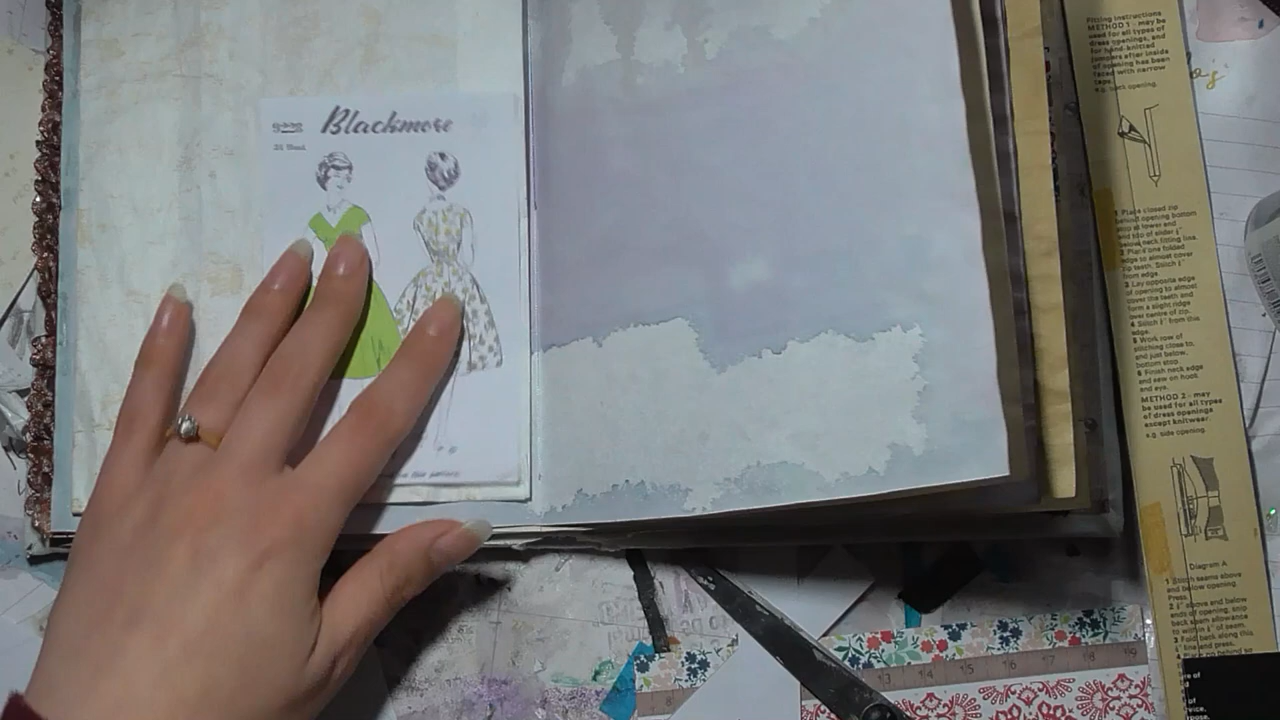 9228
Blackmore
Fitting instructions
METHOD 1 - may be
used for all types of
dress openings, and
for hand-knitted
jumpers after inside
of opening has been
faced with narrow
tape.
e.g. back opening.
1 Place closed zip
behind opening bottom
stop at lower end
and top of slider ¼"
below neck fitting line.
2 Place one folded
edge to almost cover
zip teeth. Stitch ⅛"
from edge.
3 Lay opposite edge
of opening to almost
cover the teeth and
form a slight ridge
over centre of zip.
4 Stitch ¼" from this
edge.
5 Work row of
stitching close to,
and just below,
bottom stop.
6 Finish neck edge
and sew on hook
and eye.
METHOD 2 - may
be used for all types
of dress openings
except knitwear.
e.g. side opening.
Diagram A
1 Stitch seams above
and below opening.
Press.
ends of opening, snip
back seam allowance
to within ⅛" of seam.
3 Fold back along this
line and press.
13 14 15 16 17 18 19
8